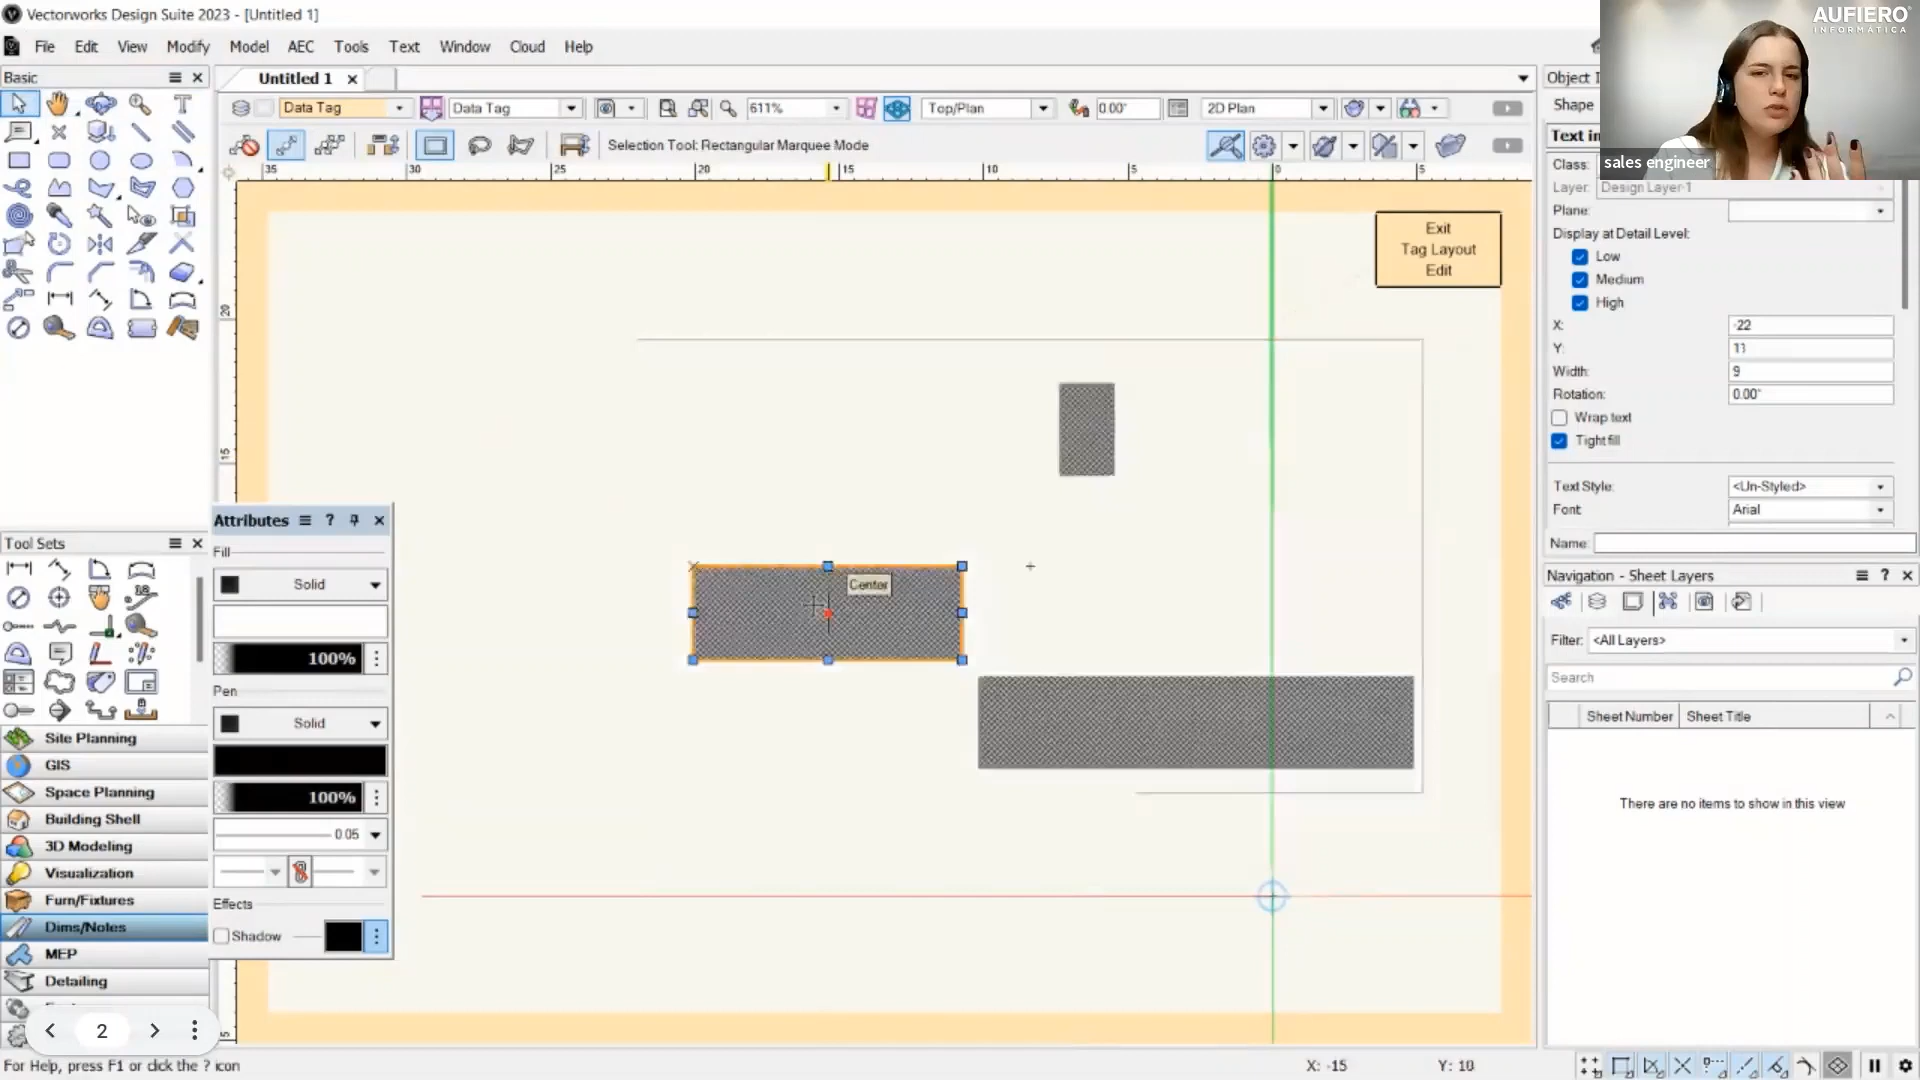 Vectorworks Design Suite 2023 - [Untitled 1]
File Edit View Modify Model AEC Tools Text Window Cloud Help
AUFIERO
INFORMATICA
sales engineer
Basic
Untitled 1
Data Tag
Data Tag
611%
Top/Plan
0.00°
2D Plan
Selection Tool: Rectangular Marquee Mode
35 30 25 20 15 10 5 0 5
20
15
Exit
Tag Layout
Edit
Center
Object I
Shape
Text in
Class:
Layer: Design Layer-1
Plane:
Display at Detail Level:
Low
Medium
High
X: -22
Y: 11
Width: 9
Rotation: 0.00°
Wrap text
Tight fill
Text Style: <Un-Styled>
Font: Arial
Name:
Navigation - Sheet Layers
Filter: <All Layers>
Search
Sheet Number Sheet Title
There are no items to show in this view
Tool Sets
Site Planning
GIS
Space Planning
Building Shell
3D Modeling
Visualization
Furn/Fixtures
Dims/Notes
MEP
Detailing
Attributes
Fill
Solid
100%
Pen
Solid
100%
0.05
Effects
Shadow
2
5
For Help, press F1 or click the ? icon
X: -15 Y: 10